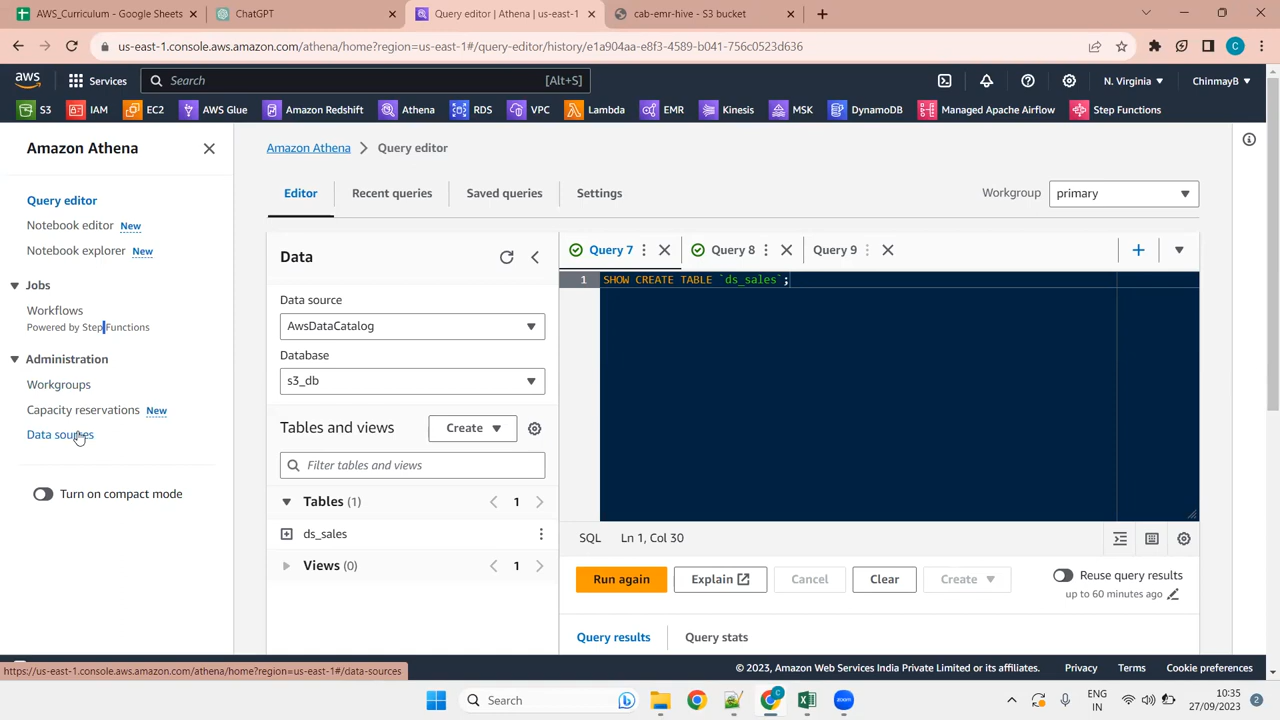 AWS_Curriculum - Google Sheets
ChatGPT
Query editor | Athena | us-east-1
cab-emr-hive - S3 bucket
us-east-1.console.aws.amazon.com/athena/home?region=us-east-1#/query-editor/history/e1a904aa-e8f3-4589-b041-756c0523d636
aws
Services
Search
[Alt+S]
N. Virginia
ChinmayB
S3
IAM
EC2
AWS Glue
Amazon Redshift
Athena
RDS
VPC
Lambda
EMR
Kinesis
MSK
DynamoDB
Managed Apache Airflow
Step Functions
Amazon Athena
Query editor
Notebook editor New
Notebook explorer New
Jobs
Workflows
Powered by Step Functions
Administration
Workgroups
Capacity reservations New
Data sources
Turn on compact mode
Amazon Athena > Query editor
Editor
Recent queries
Saved queries
Settings
Workgroup
primary
Data
Data source
AwsDataCatalog
Database
s3_db
Tables and views
Create
Filter tables and views
Tables (1)
1
ds_sales
Views (0)
1
Query 7
Query 8
Query 9
1
SHOW CREATE TABLE `ds_sales`;
SQL
Ln 1, Col 30
Run again
Explain
Cancel
Clear
Create
Reuse query results
up to 60 minutes ago
Query results
Query stats
https://us-east-1.console.aws.amazon.com/athena/home?region=us-east-1#/data-sources
© 2023, Amazon Web Services India Private Limited or its affiliates.
Privacy
Terms
Cookie preferences
Search
ENG
IN
10:35
27/09/2023
2